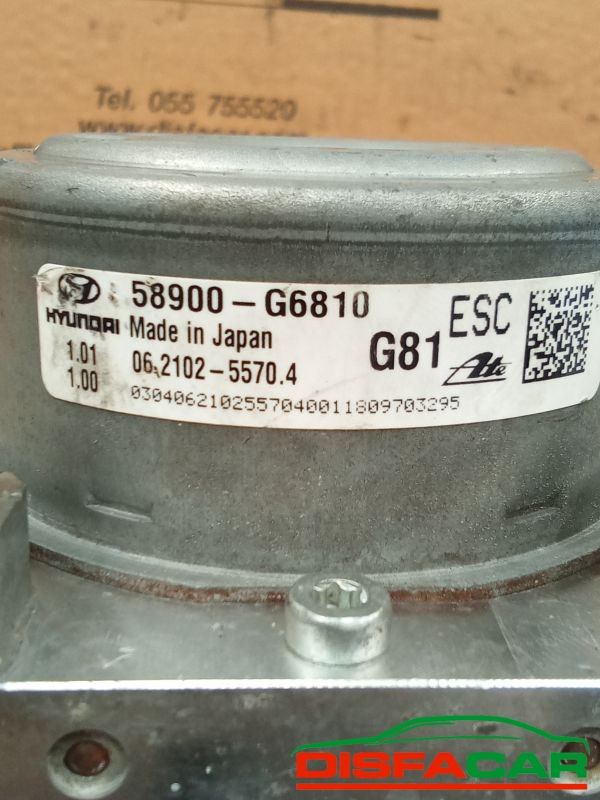 Tel. 055 755520
HYUNDAI
58900-G6810
Made in Japan
1.01
1.00
06.2102-5570.4
G81
ESC
Ate
0304062102557040011809703295
DISFACAR